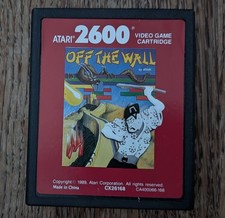 ATARI 2600 VIDEO GAME
CARTRIDGE
OFF THE WALL
Copyright 1989, Atari Corporation. All rights reserved.
Made in China
CX26168